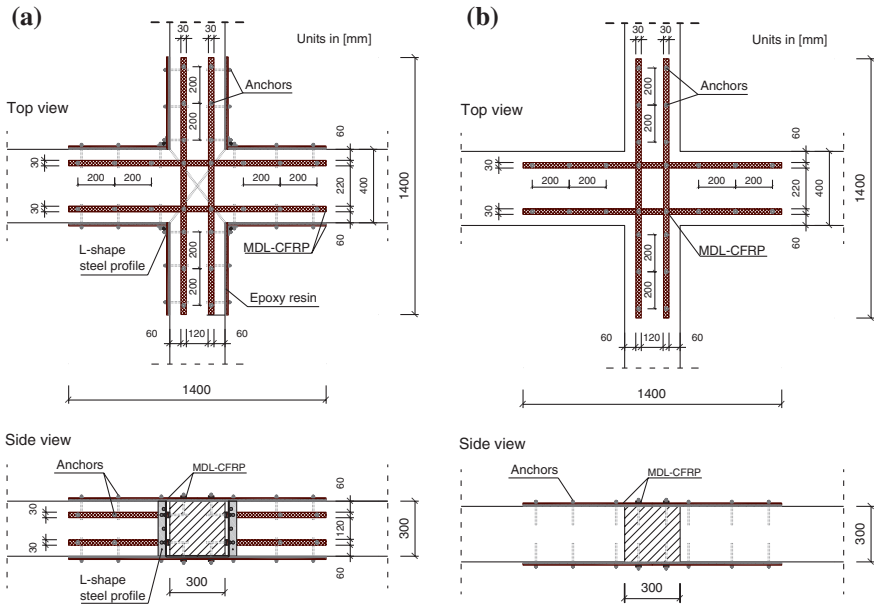 (a)
30 30
Units in [mm]
Anchors
200
200
Top view
60
30
200 200
200 200
220
400
1400
30
L-shape
steel profile
MDL-CFRP
60
200
200
Epoxy resin
60 120 60
1400
Side view
Anchors
MDL-CFRP
60
30
120
300
30
60
L-shape
steel profile
300
(b)
30 30
Units in [mm]
Anchors
200
200
Top view
60
30
200 200
200 200
220
400
1400
30
MDL-CFRP
60
200
200
60 120 60
1400
Side view
Anchors
MDL-CFRP
300
300